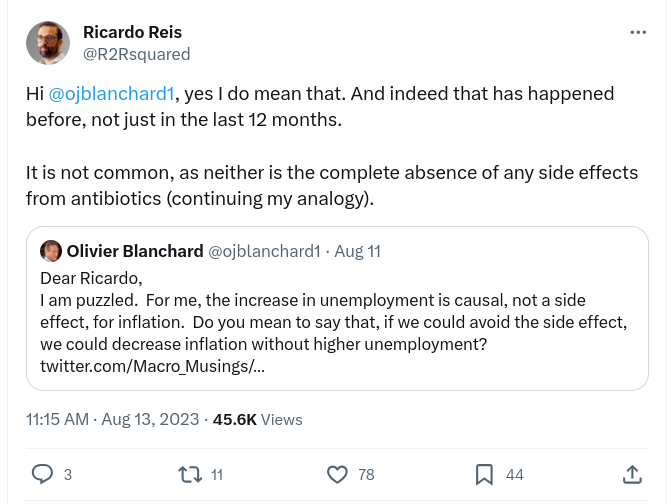 Ricardo Reis
@R2Rsquared
Hi @ojblanchard1, yes I do mean that. And indeed that has happened
before, not just in the last 12 months.
It is not common, as neither is the complete absence of any side effects
from antibiotics (continuing my analogy).
Olivier Blanchard @ojblanchard1 · Aug 11
Dear Ricardo,
I am puzzled. For me, the increase in unemployment is causal, not a side
effect, for inflation. Do you mean to say that, if we could avoid the side effect,
we could decrease inflation without higher unemployment?
twitter.com/Macro_Musings/...
11:15 AM · Aug 13, 2023 · 45.6K Views
3 11 78 44